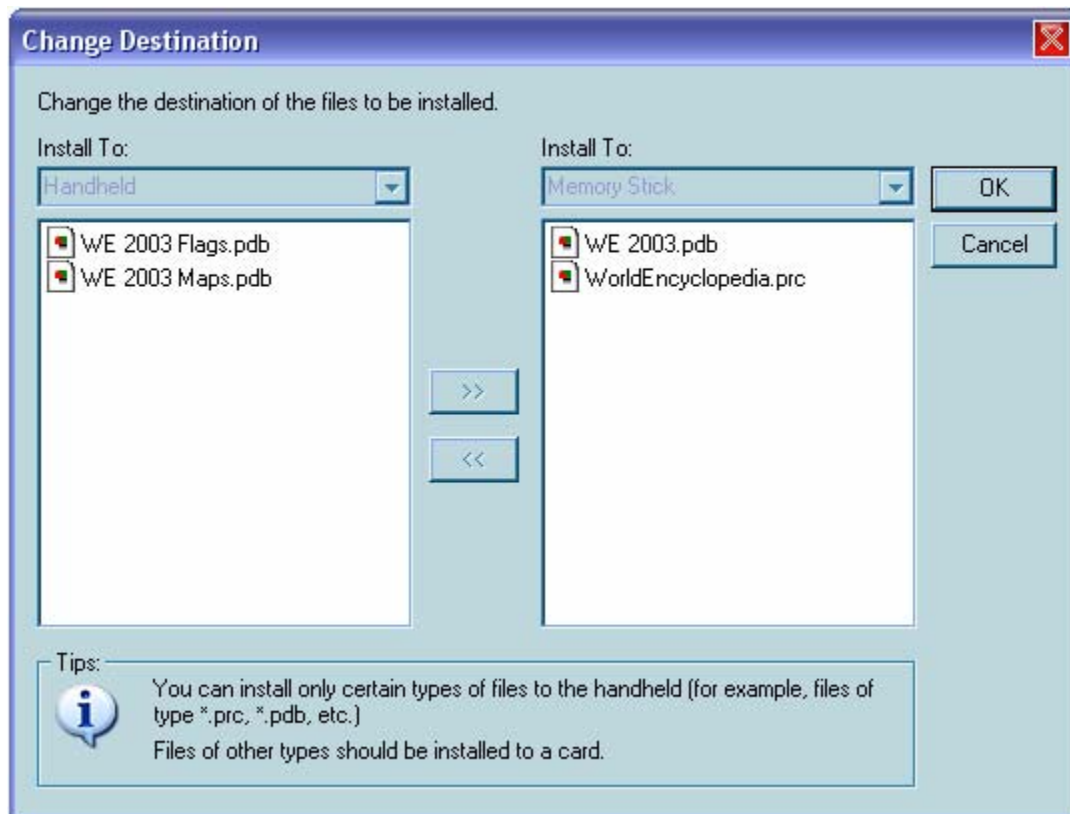 Change Destination
Change the destination of the files to be installed.
Install To:
Handheld
WE 2003 Flags.pdb
WE 2003 Maps.pdb
>>
<<
Install To:
Memory Stick
WE 2003.pdb
WorldEncyclopedia.prc
OK
Cancel
Tips:
You can install only certain types of files to the handheld (for example, files of
type *.prc, *.pdb, etc.)
Files of other types should be installed to a card.